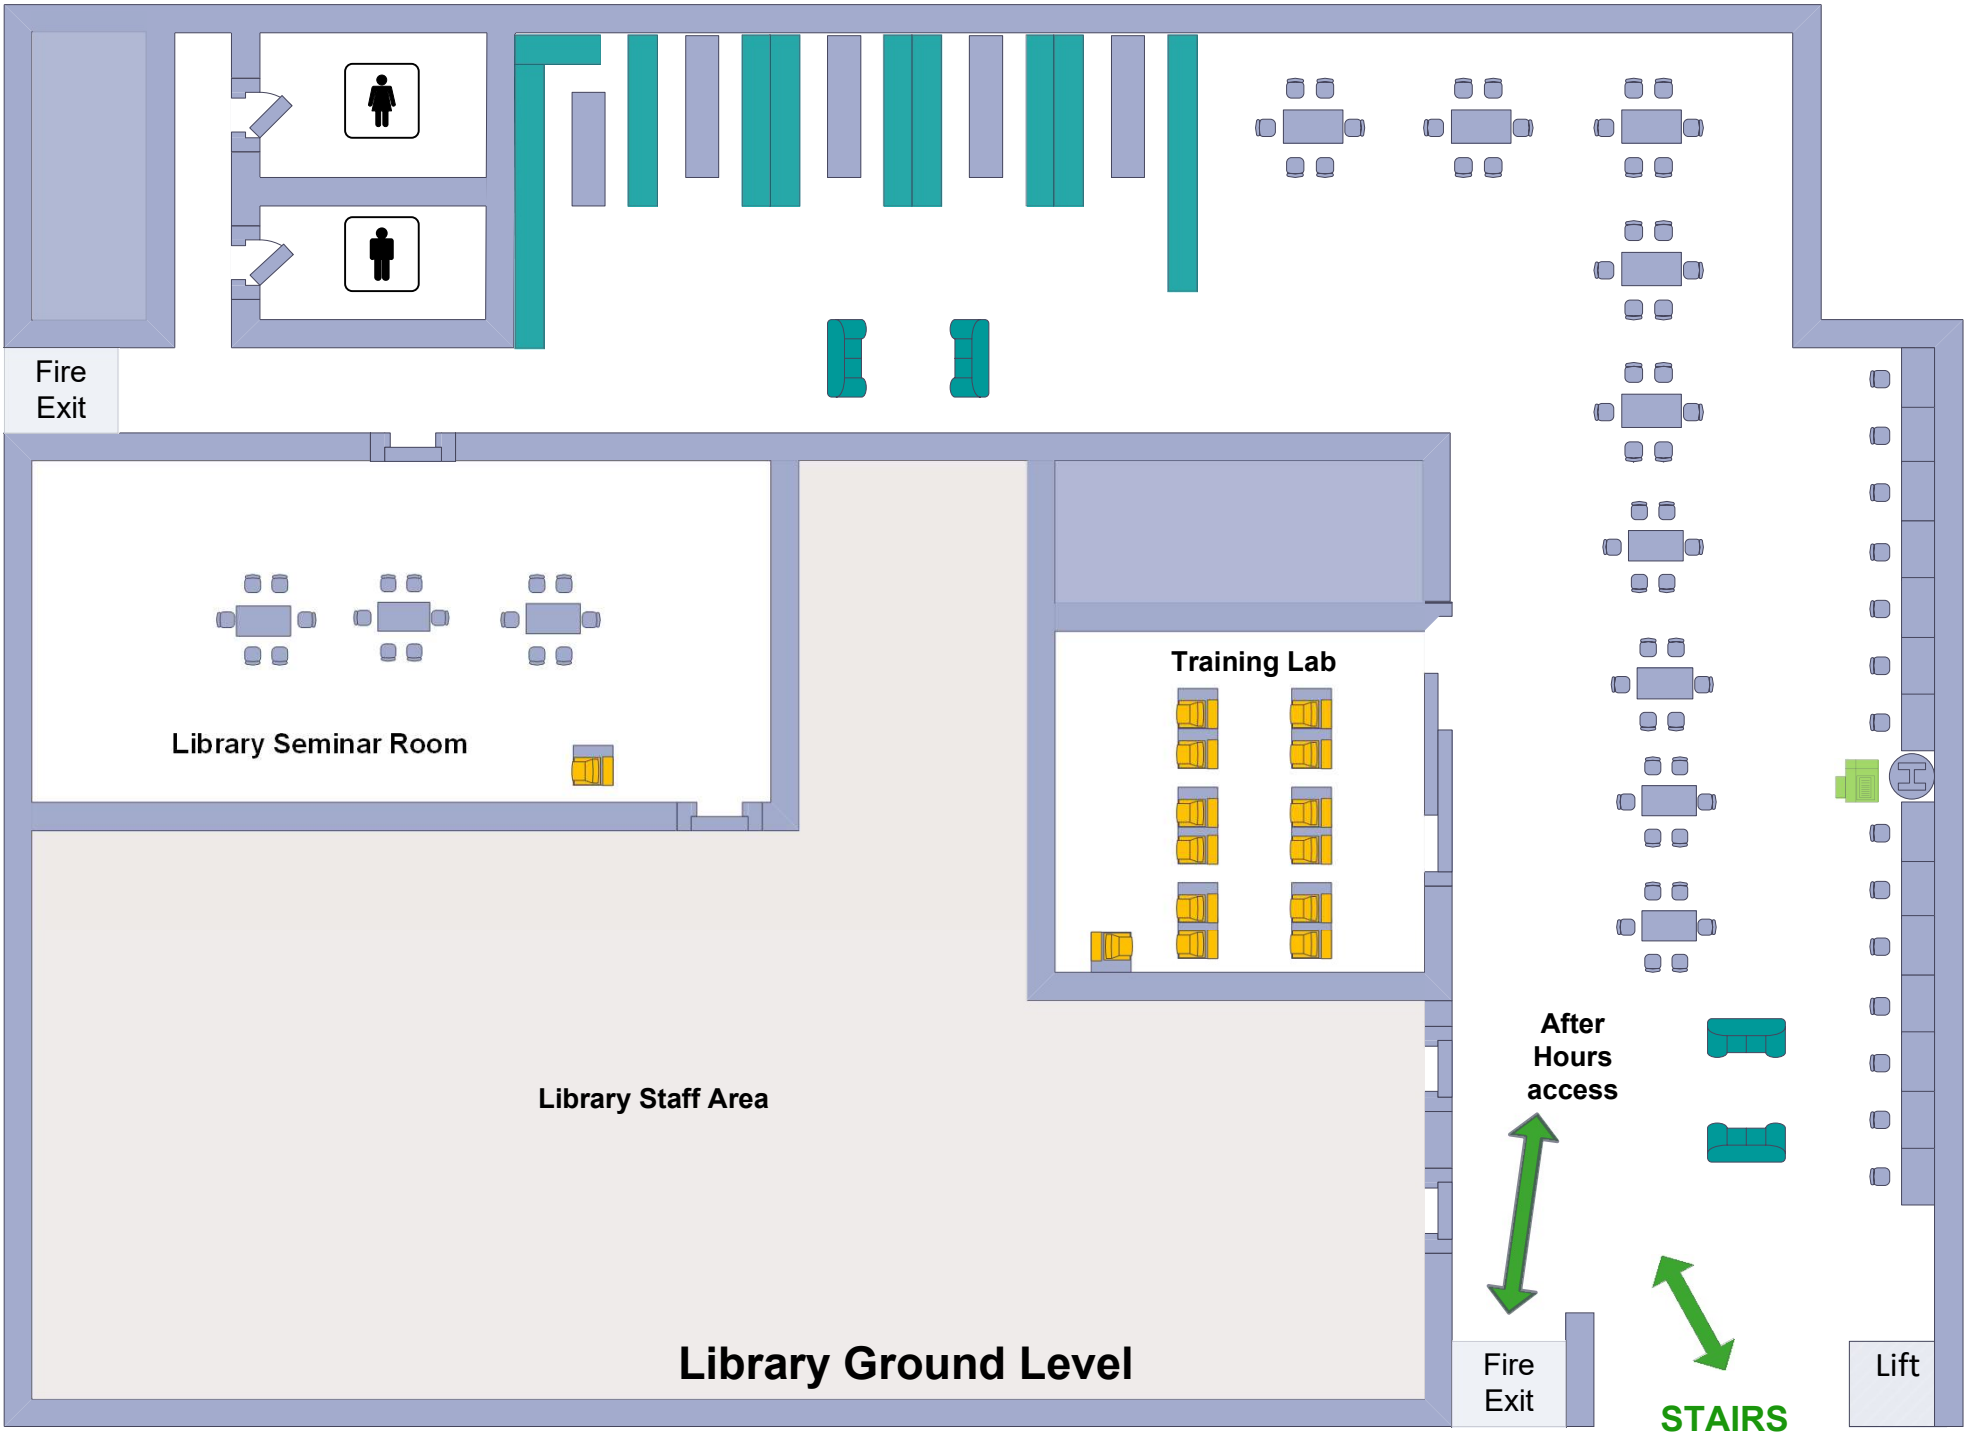 Fire
Exit
Training Lab
Library Seminar Room
After
Hours
access
Library Staff Area
Library Ground Level
Fire
Exit
Lift
STAIRS